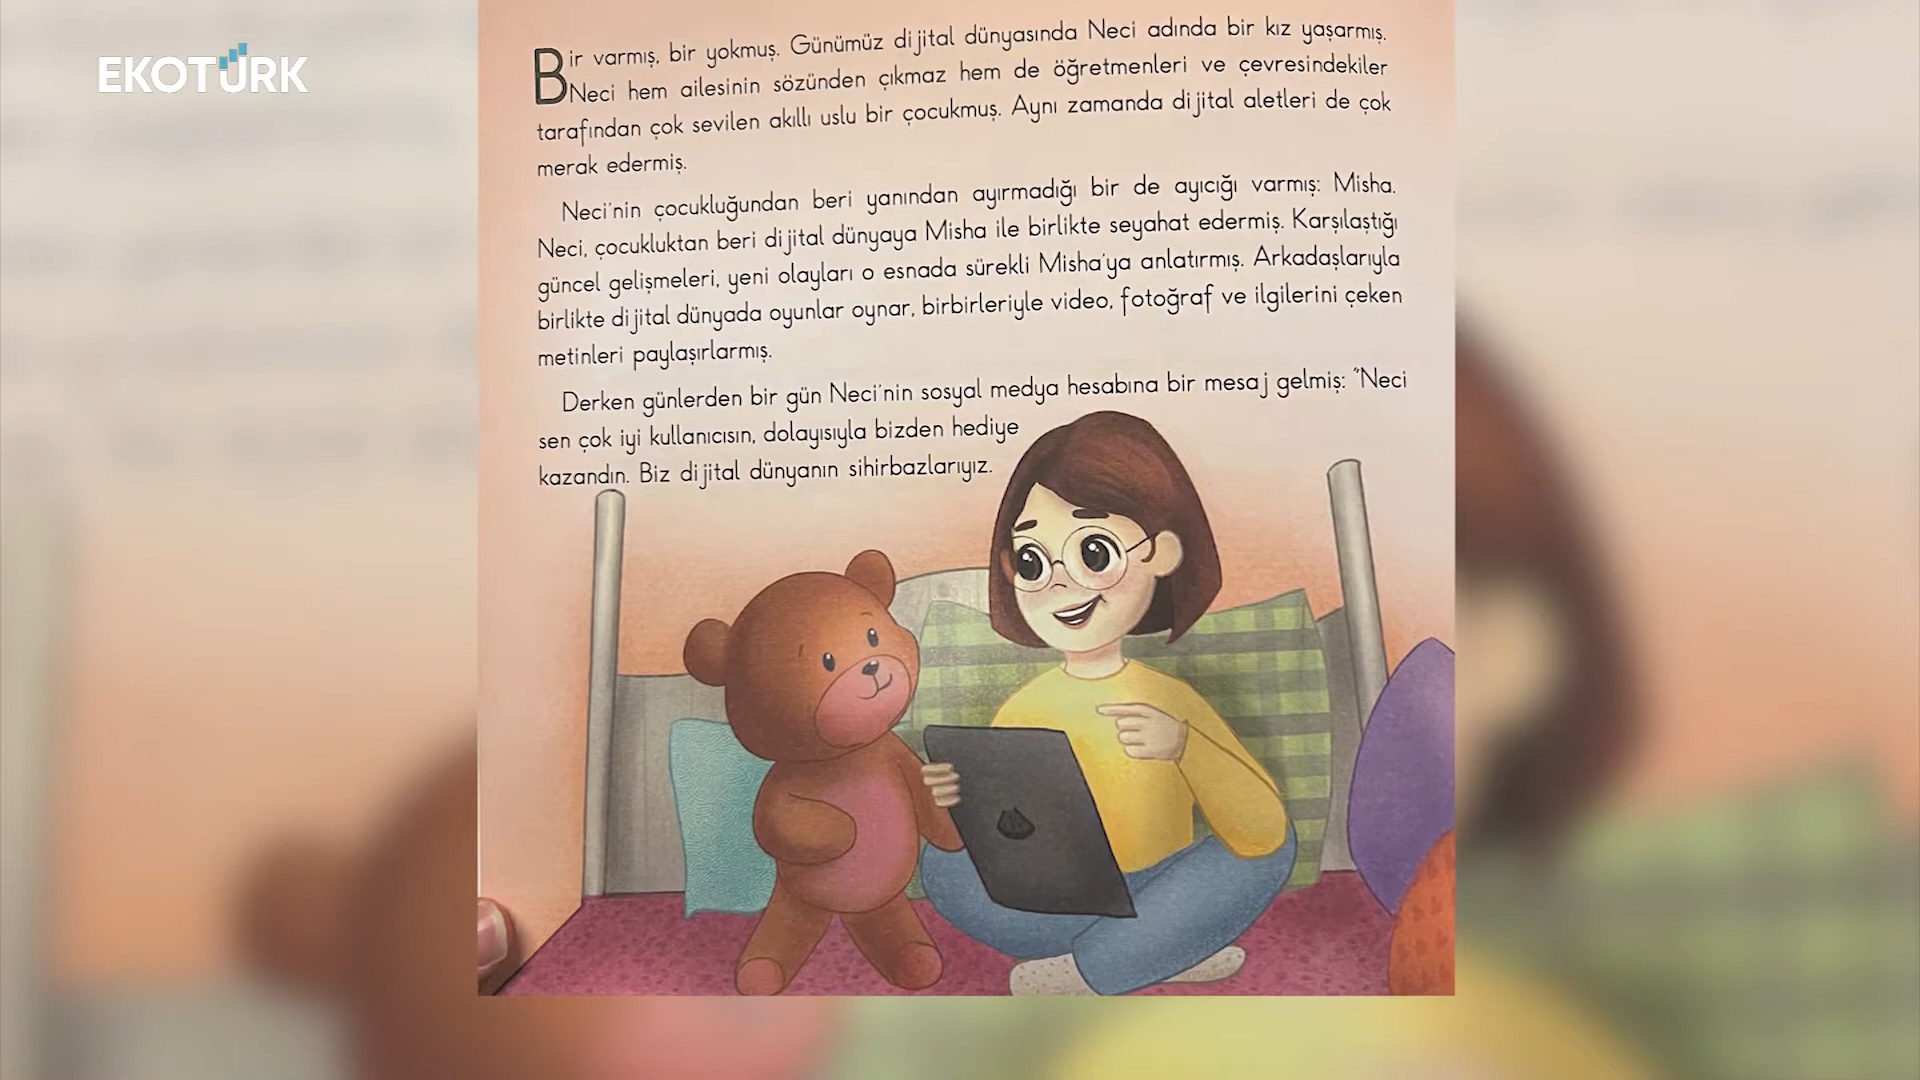 EKOTÜRK
Bir varmış, bir yokmuş. Günümüz dijital dünyasında Neci adında bir kız yaşarmış.
Neci hem ailesinin sözünden çıkmaz hem de öğretmenleri ve çevresindekiler
tarafından çok sevilen akıllı uslu bir çocukmuş. Aynı zamanda dijital aletleri de çok
merak edermiş.
Neci'nin çocukluğundan beri yanından ayırmadığı bir de ayıcığı varmış: Misha.
Neci, çocukluktan beri dijital dünyaya Misha ile birlikte seyahat edermiş. Karşılaştığı
güncel gelişmeleri, yeni olayları o esnada sürekli Misha'ya anlatırmış. Arkadaşlarıyla
birlikte dijital dünyada oyunlar oynar, birbirleriyle video, fotoğraf ve ilgilerini çeken
metinleri paylaşırlarmış.
Derken günlerden bir gün Neci'nin sosyal medya hesabına bir mesaj gelmiş: "Neci
sen çok iyi kullanıcısın, dolayısıyla bizden hediye
kazandın. Biz dijital dünyanın sihirbazlarıyız.